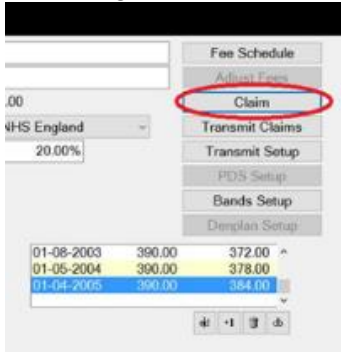 Fee Schedule
Adjust Fees
.00
Claim
NHS England
Transmit Claims
20.00%
Transmit Setup
PDS Setup
Bands Setup
Denplan Setup
01-08-2003 390.00 372.00
01-05-2004 390.00 378.00
01-04-2005 390.00 384.00